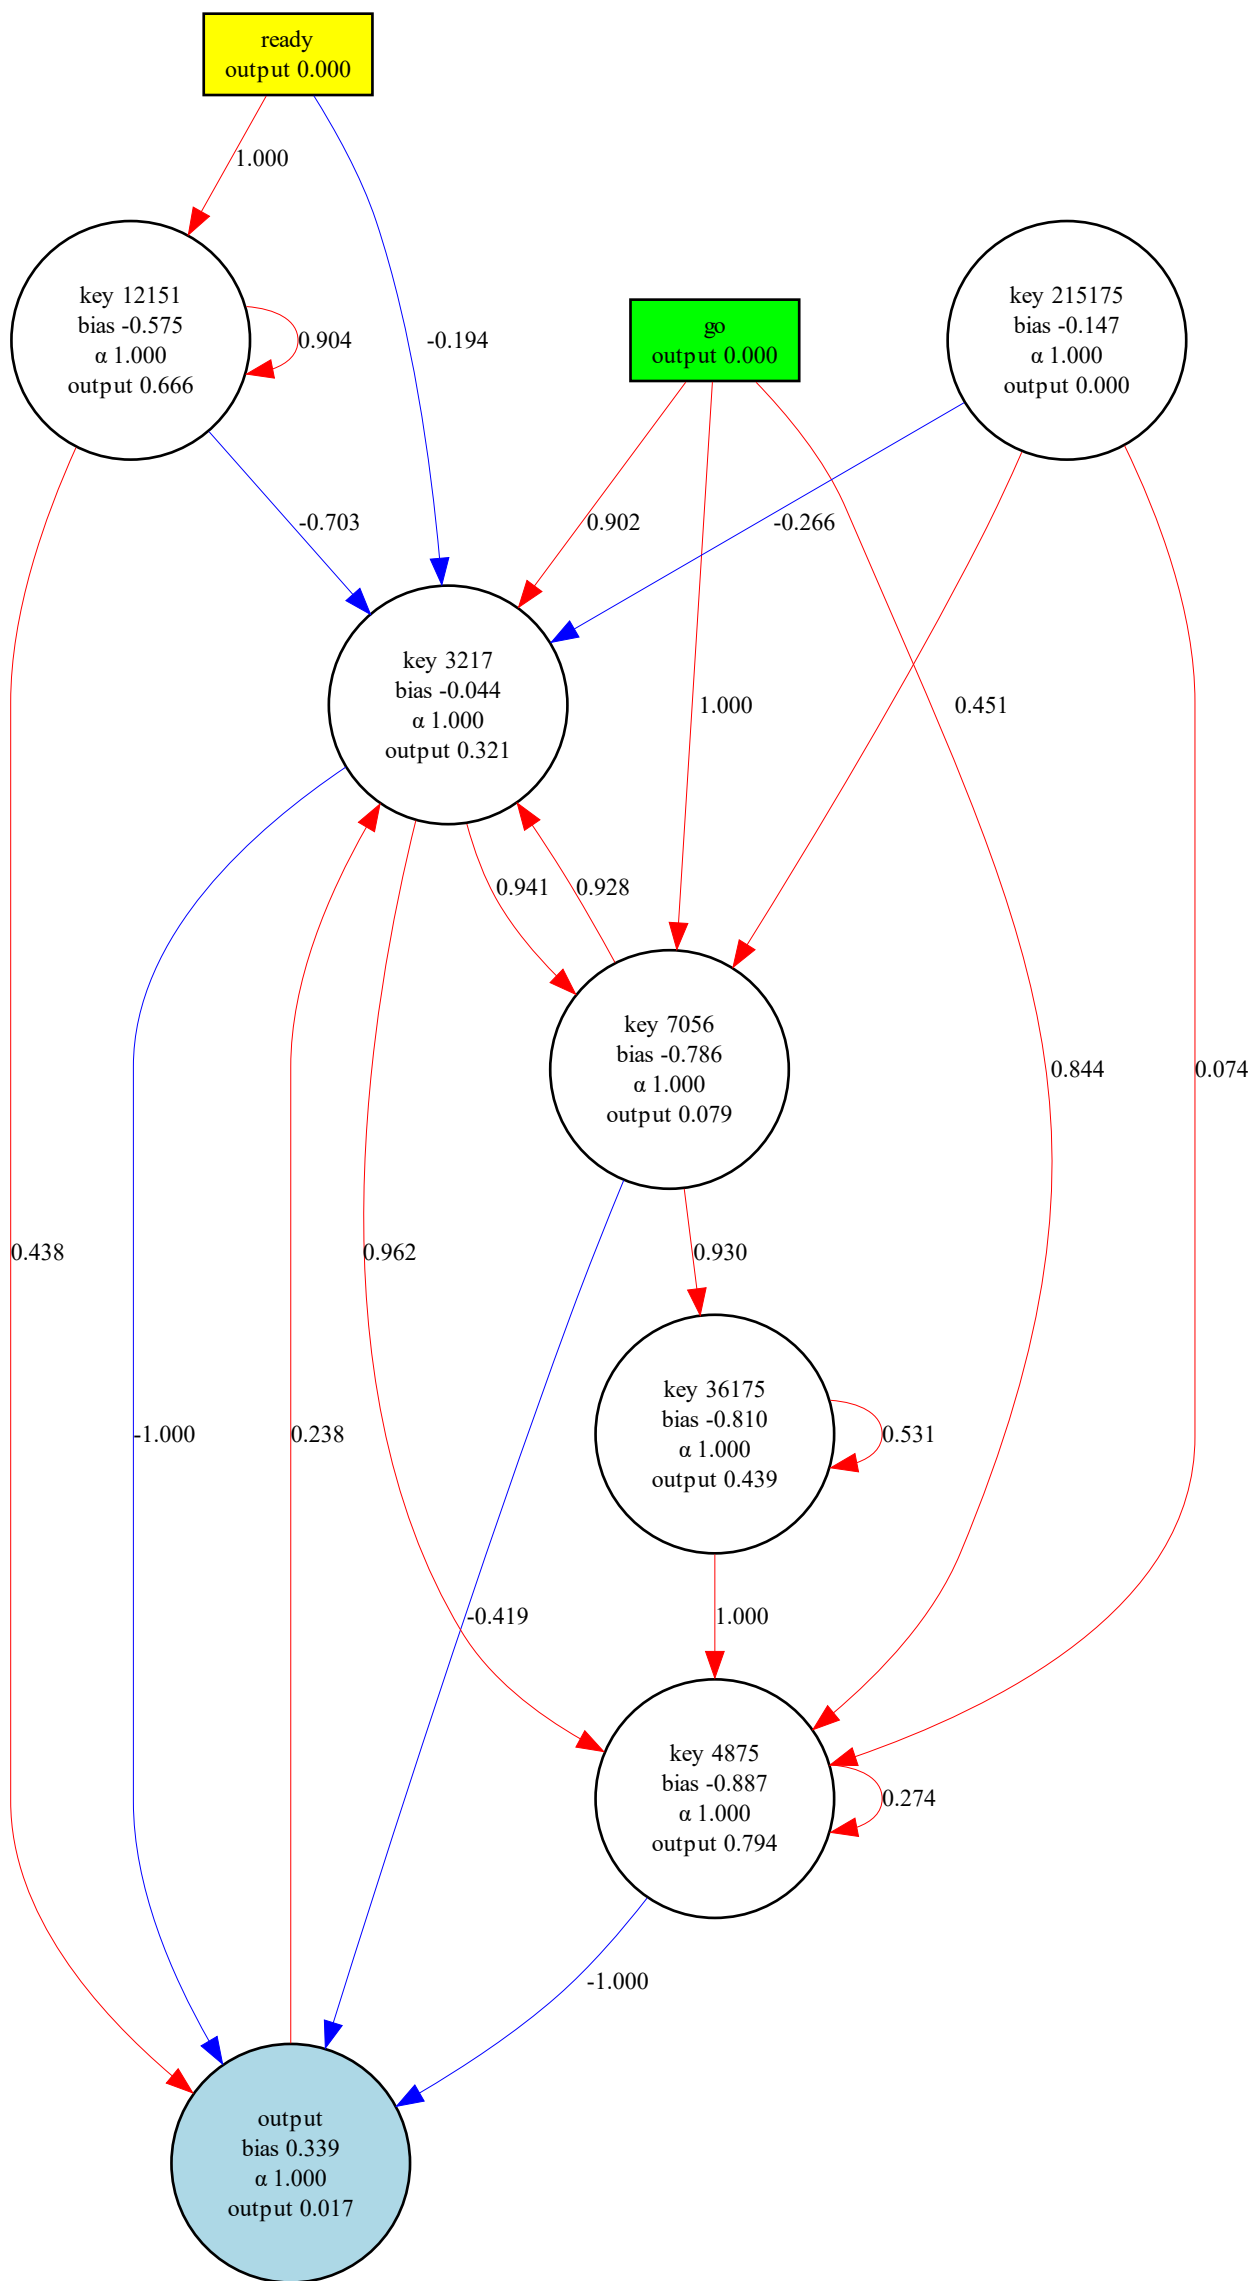 ready
output 0.000
1.000
key 12151
bias -0.575
α 1.000
output 0.666
0.904
-0.194
go
output 0.000
key 215175
bias -0.147
α 1.000
output 0.000
-0.703
0.902
-0.266
key 3217
bias -0.044
α 1.000
output 0.321
1.000
0.451
0.941
0.928
key 7056
bias -0.786
α 1.000
output 0.079
0.844
0.074
0.438
0.962
0.930
key 36175
bias -0.810
α 1.000
output 0.439
0.531
-1.000
0.238
-0.419
1.000
key 4875
bias -0.887
α 1.000
output 0.794
0.274
-1.000
output
bias 0.339
α 1.000
output 0.017